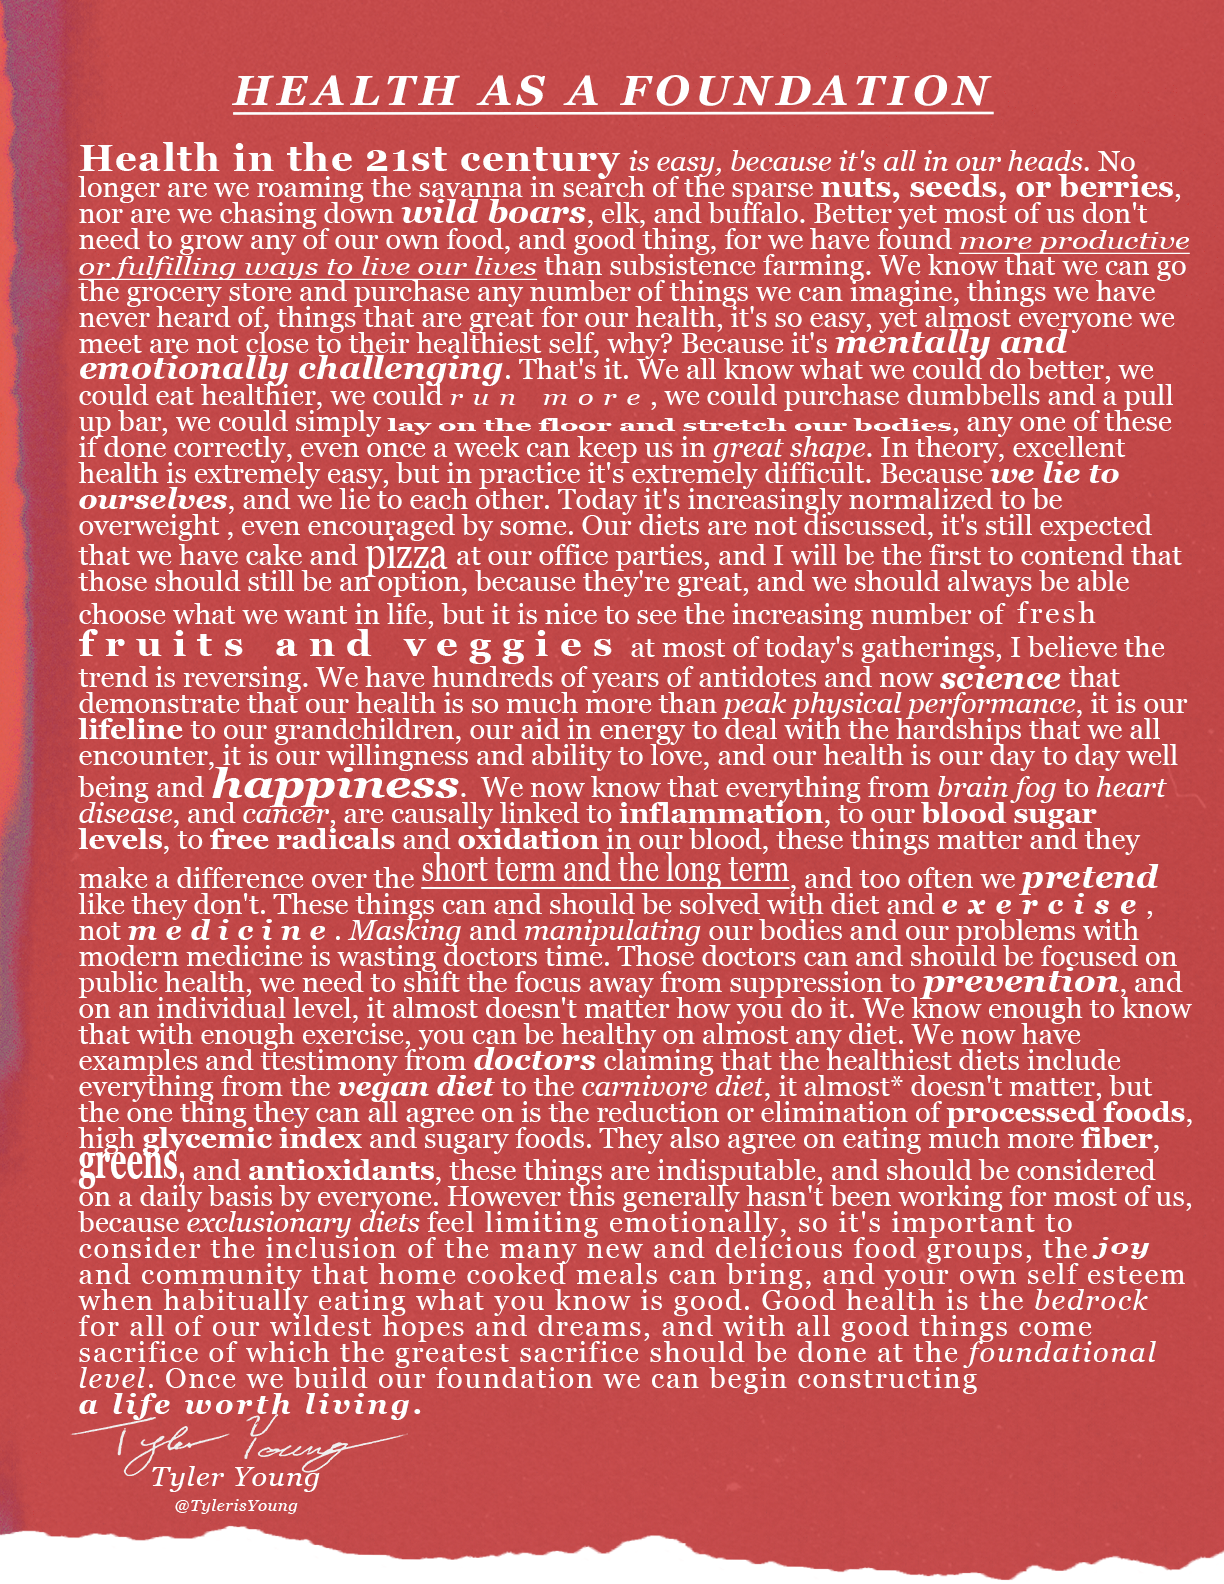 HEALTH AS A FOUNDATION
Health in the 21st century is easy, because it's all in our heads. No
longer are we roaming the savanna in search of the sparse nuts, seeds, or berries,
nor are we chasing down wild boars, elk, and buffalo. Better yet most of us don't
need to grow any of our own food, and good thing, for we have found more productive
or fulfilling ways to live our lives than subsistence farming. We know that we can go
the grocery store and purchase any number of things we can imagine, things we have
never heard of, things that are great for our health, it's so easy, yet almost everyone we
meet are not close to their healthiest self, why? Because it's mentally and
emotionally challenging. That's it. We all know what we could do better, we
could eat healthier, we could run more, we could purchase dumbbells and a pull
up bar, we could simply lay on the floor and stretch our bodies, any one of these
if done correctly, even once a week can keep us in great shape. In theory, excellent
health is extremely easy, but in practice it's extremely difficult. Because we lie to
ourselves, and we lie to each other. Today it's increasingly normalized to be
overweight , even encouraged by some. Our diets are not discussed, it's still expected
that we have cake and pizza at our office parties, and I will be the first to contend that
those should still be an option, because they're great, and we should always be able
choose what we want in life, but it is nice to see the increasing number of fresh
fruits and veggies at most of today's gatherings, I believe the
trend is reversing. We have hundreds of years of antidotes and now science that
demonstrate that our health is so much more than peak physical performance, it is our
lifeline to our grandchildren, our aid in energy to deal with the hardships that we all
encounter, it is our willingness and ability to love, and our health is our day to day well
being and happiness. We now know that everything from brain fog to heart
disease, and cancer, are causally linked to inflammation, to our blood sugar
levels, to free radicals and oxidation in our blood, these things matter and they
make a difference over the short term and the long term, and too often we pretend
like they don't. These things can and should be solved with diet and exercise,
not medicine. Masking and manipulating our bodies and our problems with
modern medicine is wasting doctors time. Those doctors can and should be focused on
public health, we need to shift the focus away from suppression to prevention, and
on an individual level, it almost doesn't matter how you do it. We know enough to know
that with enough exercise, you can be healthy on almost any diet. We now have
examples and ttestimony from doctors claiming that the healthiest diets include
everything from the vegan diet to the carnivore diet, it almost* doesn't matter, but
the one thing they can all agree on is the reduction or elimination of processed foods,
high glycemic index and sugary foods. They also agree on eating much more fiber,
greens, and antioxidants, these things are indisputable, and should be considered
on a daily basis by everyone. However this generally hasn't been working for most of us,
because exclusionary diets feel limiting emotionally, so it's important to
consider the inclusion of the many new and delicious food groups, the joy
and community that home cooked meals can bring, and your own self esteem
when habitually eating what you know is good. Good health is the bedrock
for all of our wildest hopes and dreams, and with all good things come
sacrifice of which the greatest sacrifice should be done at the foundational
level. Once we build our foundation we can begin constructing
a life worth living.
Tyler Young
Tyler Young
@TylerisYoung